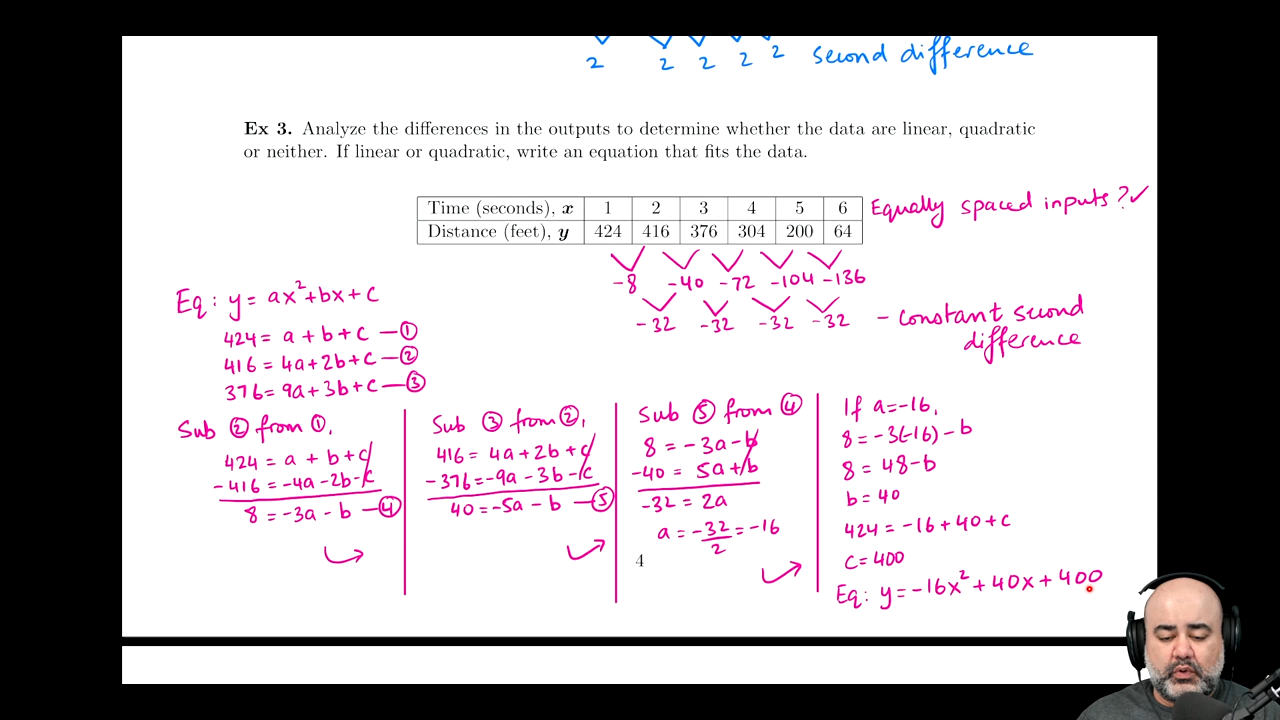 2 2 2 2 2 second difference
Ex 3. Analyze the differences in the outputs to determine whether the data are linear, quadratic
or neither. If linear or quadratic, write an equation that fits the data.
Time (seconds), x 1 2 3 4 5 6
Distance (feet), y 424 416 376 304 200 64
Equally spaced inputs? ✓
-8 -40 -72 -104 -136
-32 -32 -32 -32 - constant second
difference
Eq: y = ax²+bx+c
424 = a + b + c — ①
416 = 4a+2b+c — ②
376 = 9a+3b+c — ③
Sub ② from ①,
424 = a + b + c
-416 = -4a - 2b - c
8 = -3a - b — ④
Sub ③ from ②,
416 = 4a + 2b + c
-376 = -9a - 3b - c
40 = -5a - b — ⑤
Sub ⑤ from ④
8 = -3a - b
-40 = 5a + b
-32 = 2a
a = -32/2 = -16
If a = -16,
8 = -3(-16) - b
8 = 48 - b
b = 40
424 = -16 + 40 + c
c = 400
Eq: y = -16x² + 40x + 400
4